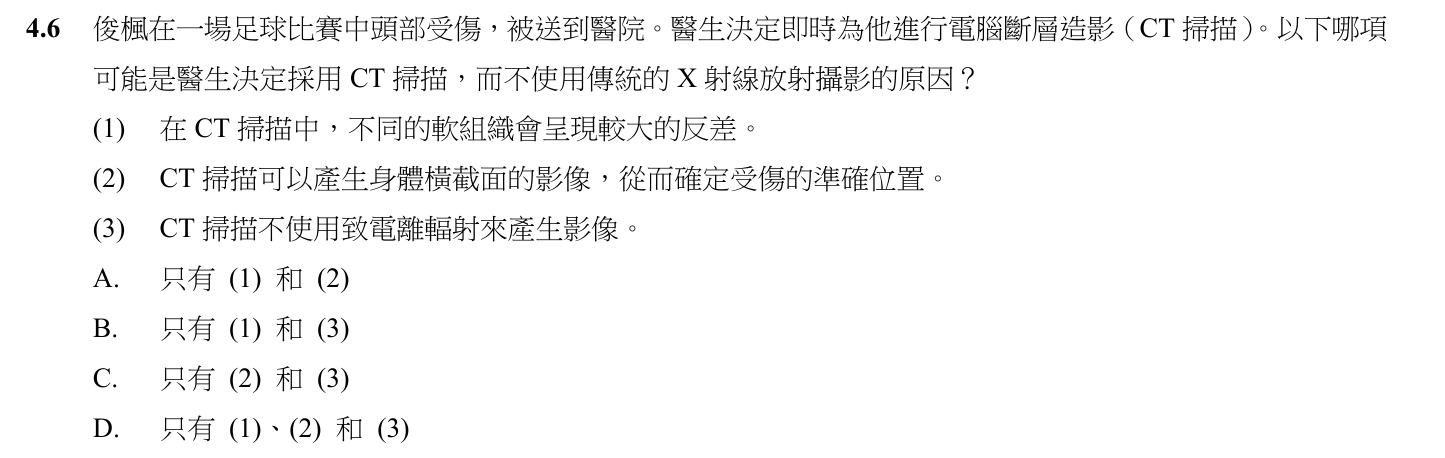 4.6 俊楓在一場足球比賽中頭部受傷，被送到醫院。醫生決定即時為他進行電腦斷層造影（CT 掃描）。以下哪項
可能是醫生決定採用 CT 掃描，而不使用傳統的 X 射線放射攝影的原因？
(1) 在 CT 掃描中，不同的軟組織會呈現較大的反差。
(2) CT 掃描可以產生身體橫截面的影像，從而確定受傷的準確位置。
(3) CT 掃描不使用致電離輻射來產生影像。
A. 只有 (1) 和 (2)
B. 只有 (1) 和 (3)
C. 只有 (2) 和 (3)
D. 只有 (1)、(2) 和 (3)